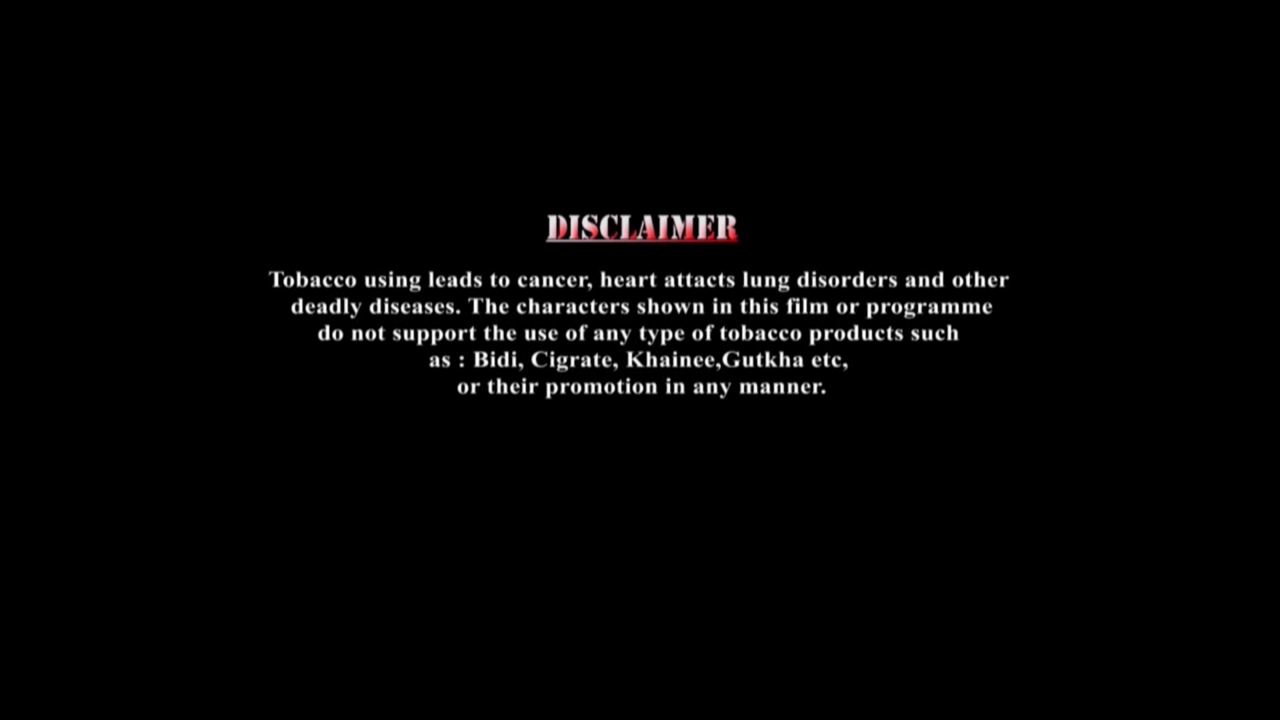 DISCLAIMER
Tobacco using leads to cancer, heart attacts lung disorders and other
deadly diseases. The characters shown in this film or programme
do not support the use of any type of tobacco products such
as : Bidi, Cigrate, Khainee,Gutkha etc,
or their promotion in any manner.